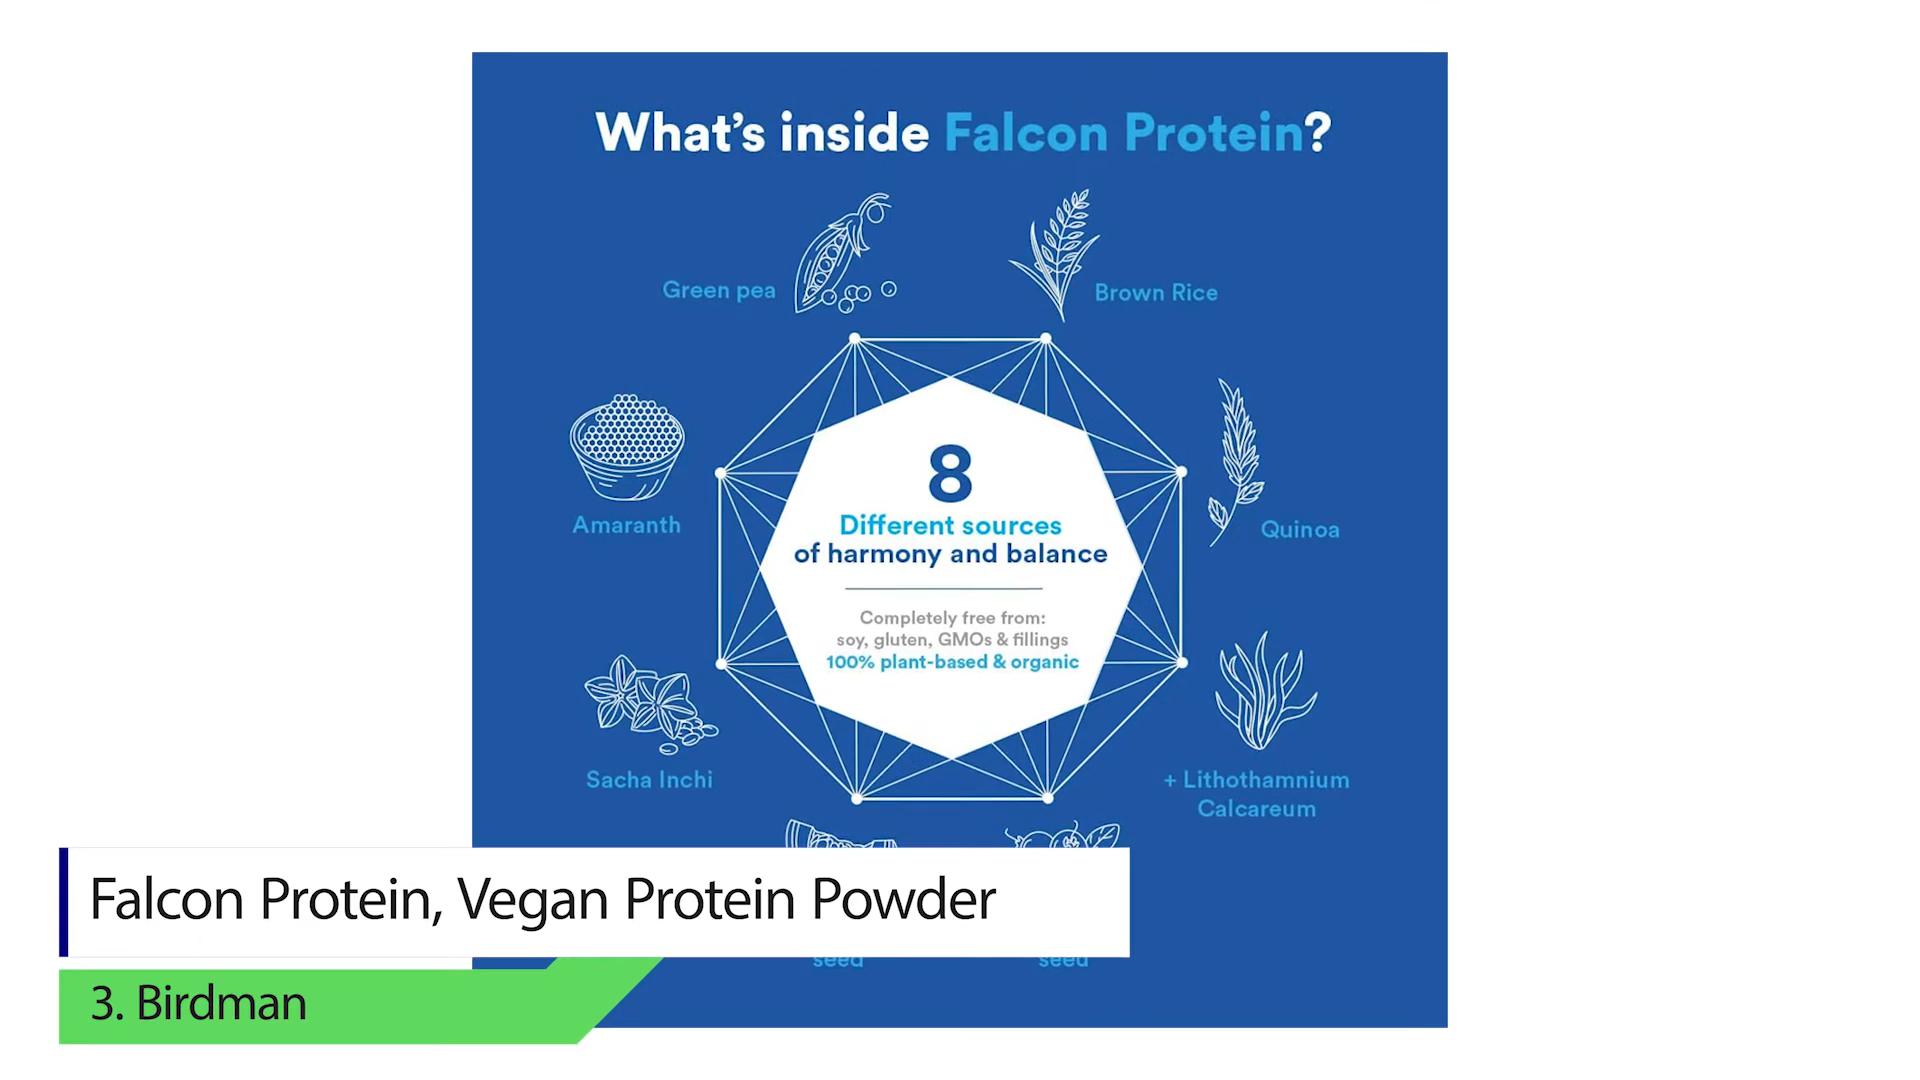 What's inside Falcon Protein?
Green pea
Brown Rice
Amaranth
Quinoa
8
Different sources
of harmony and balance
Completely free from:
soy, gluten, GMOs & fillings
100% plant-based & organic
Sacha Inchi
+ Lithothamnium
Calcareum
seed
seed
Falcon Protein, Vegan Protein Powder
3. Birdman